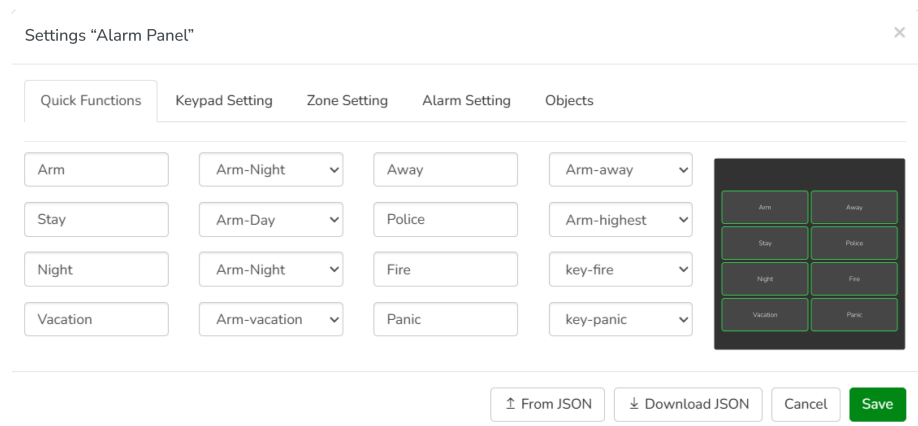 Settings “Alarm Panel”
×
Quick Functions Keypad Setting Zone Setting Alarm Setting Objects
Arm Arm-Night Away Arm-away
Stay Arm-Day Police Arm-highest
Night Arm-Night Fire key-fire
Vacation Arm-vacation Panic key-panic
Arm Away
Stay Police
Night Fire
Vacation Panic
From JSON Download JSON Cancel Save